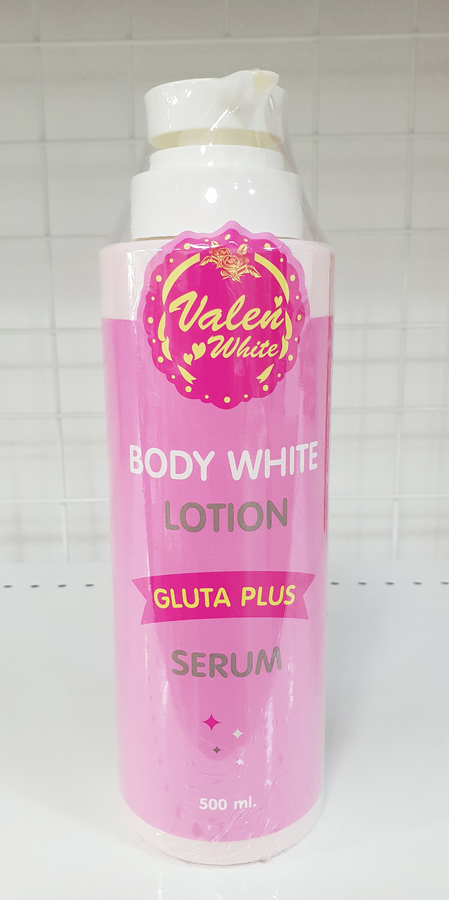 Valen
White
BODY WHITE
LOTION
GLUTA PLUS
SERUM
500 ml.